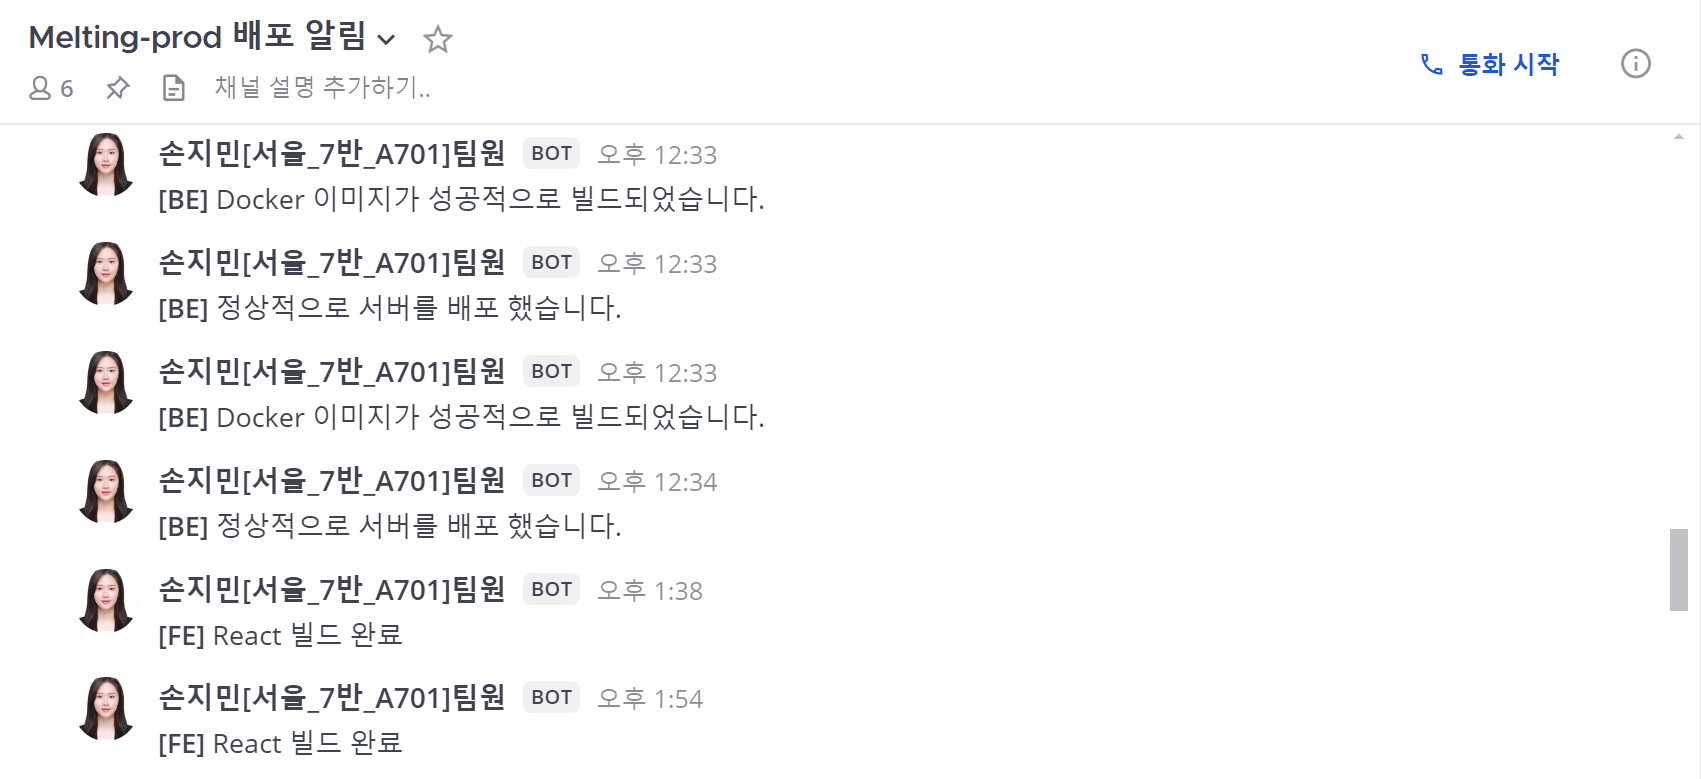 Melting-prod 배포 알림
6 채널 설명 추가하기..
통화 시작
손지민[서울_7반_A701]팀원 BOT 오후 12:33
[BE] Docker 이미지가 성공적으로 빌드되었습니다.
손지민[서울_7반_A701]팀원 BOT 오후 12:33
[BE] 정상적으로 서버를 배포 했습니다.
손지민[서울_7반_A701]팀원 BOT 오후 12:33
[BE] Docker 이미지가 성공적으로 빌드되었습니다.
손지민[서울_7반_A701]팀원 BOT 오후 12:34
[BE] 정상적으로 서버를 배포 했습니다.
손지민[서울_7반_A701]팀원 BOT 오후 1:38
[FE] React 빌드 완료
손지민[서울_7반_A701]팀원 BOT 오후 1:54
[FE] React 빌드 완료